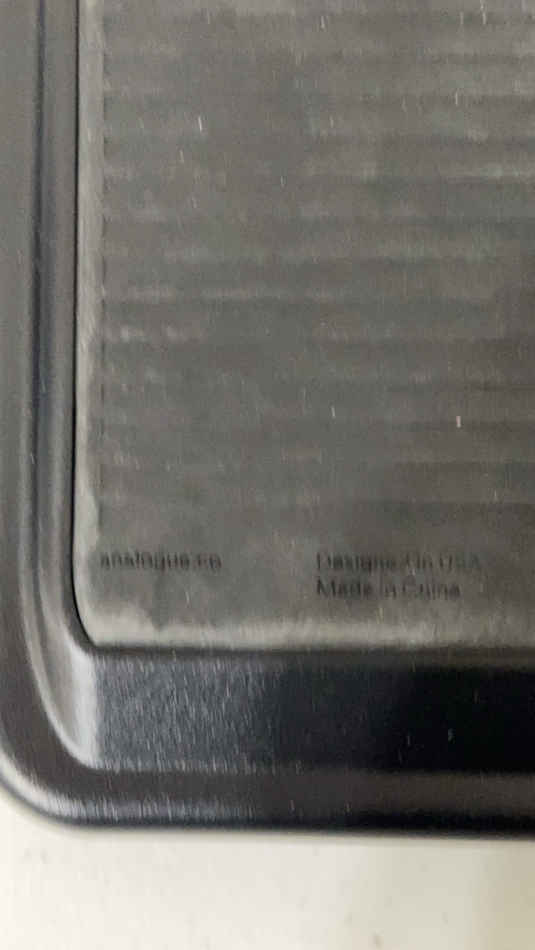 analogue.co
Designed in USA
Made in China